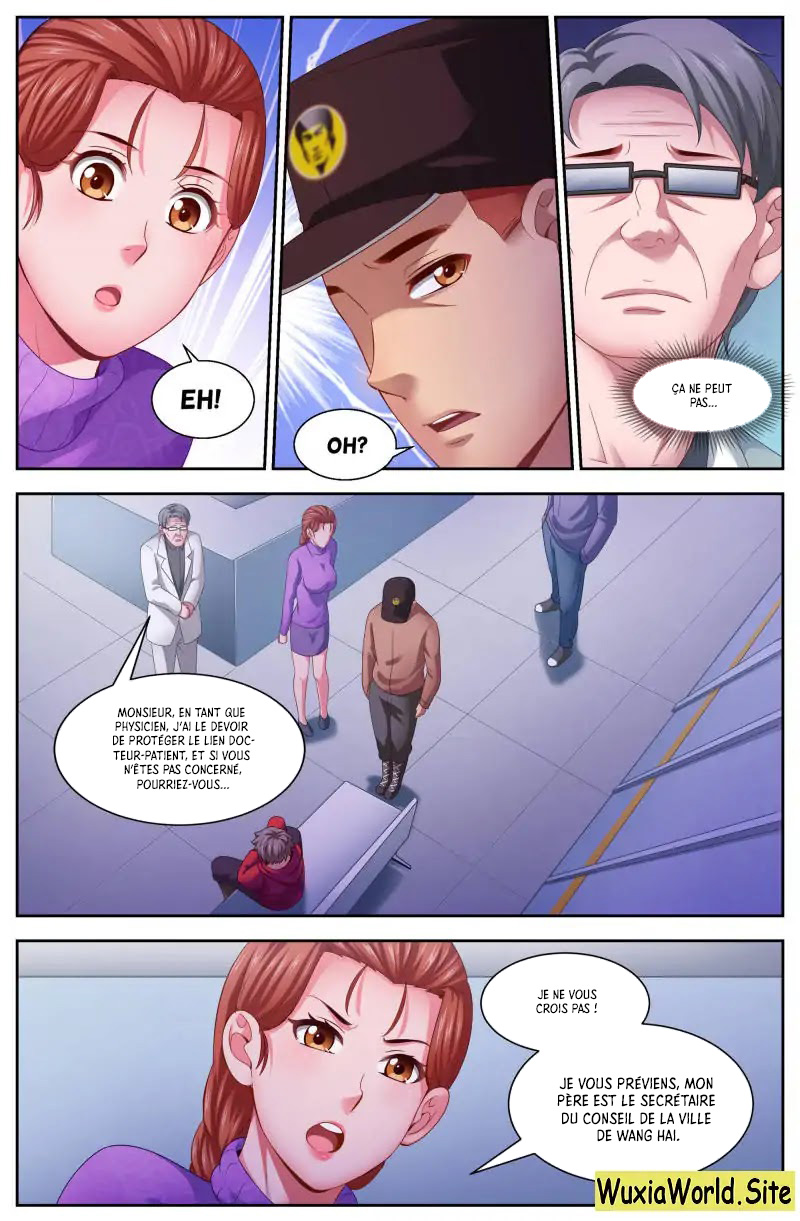 EH!
OH?
ÇA NE PEUT
PAS...
MONSIEUR, EN TANT QUE
PHYSICIEN, J'AI LE DEVOIR
DE PROTÉGER LE LIEN DOC-
TEUR-PATIENT, ET SI VOUS
N'ÊTES PAS CONCERNÉ,
POURRIEZ-VOUS...
JE NE VOUS
CROIS PAS !
JE VOUS PRÉVIENS, MON
PÈRE EST LE SECRÉTAIRE
DU CONSEIL DE LA VILLE
DE WANG HAI.
WuxiaWorld.Site